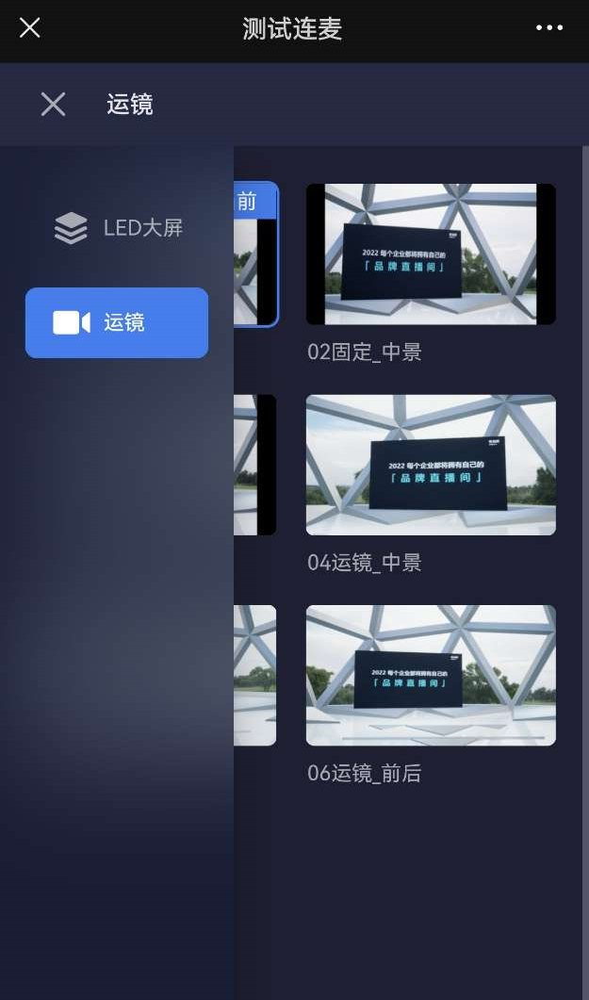 测试连麦
运镜
LED大屏
运镜
前
2022 每个企业都将拥有自己的
「品牌直播间」
02固定_中景
2022 每个企业都将拥有自己的
「品牌直播间」
04运镜_中景
2022 每个企业都将拥有自己的
「品牌直播间」
06运镜_前后